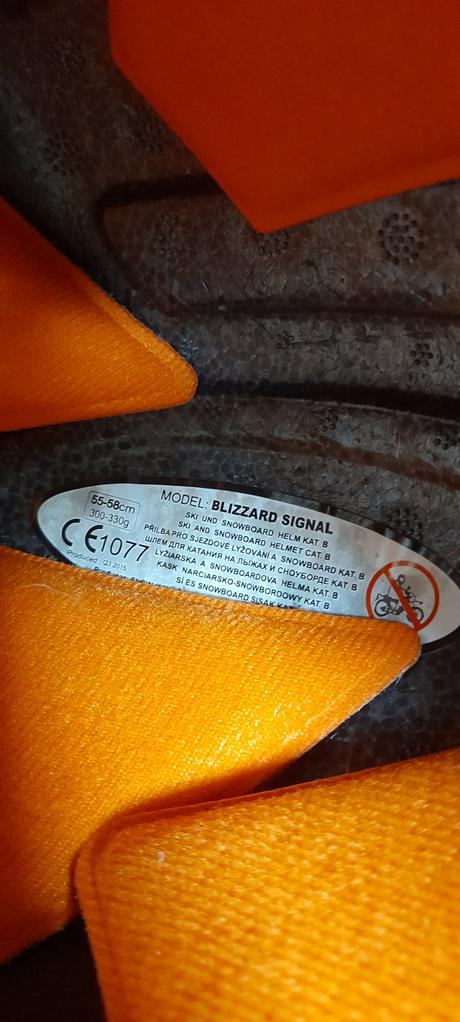 55-58cm
300-330g
MODEL: BLIZZARD SIGNAL
SKI UND SNOWBOARD HELM KAT. B
SKI AND SNOWBOARD HELMET CAT. B
PŘILBA PRO SJEZDOVÉ LYŽOVÁNÍ A SNOWBOARD KAT. B
ШЛЕМ ДЛЯ КАТАНИЯ НА ЛЫЖАХ И СНОУБОРДЕ КАТ. B
LYŽIARSKA A SNOWBOARDOVA HELMA KAT. B
KASK NARCIARSKO-SNOWBORDOWY KAT. B
SÍ ÉS SNOWBOARD SISAK KAT.
CE1077
Produced Q3 2015